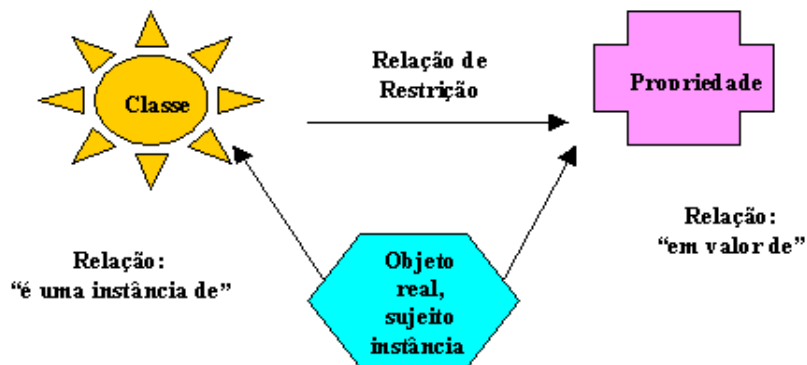 Relação de
Restrição
Classe
Propriedade
Relação:
“em valor de”
Relação:
“é uma instância de”
Objeto
real,
sujeito
instância